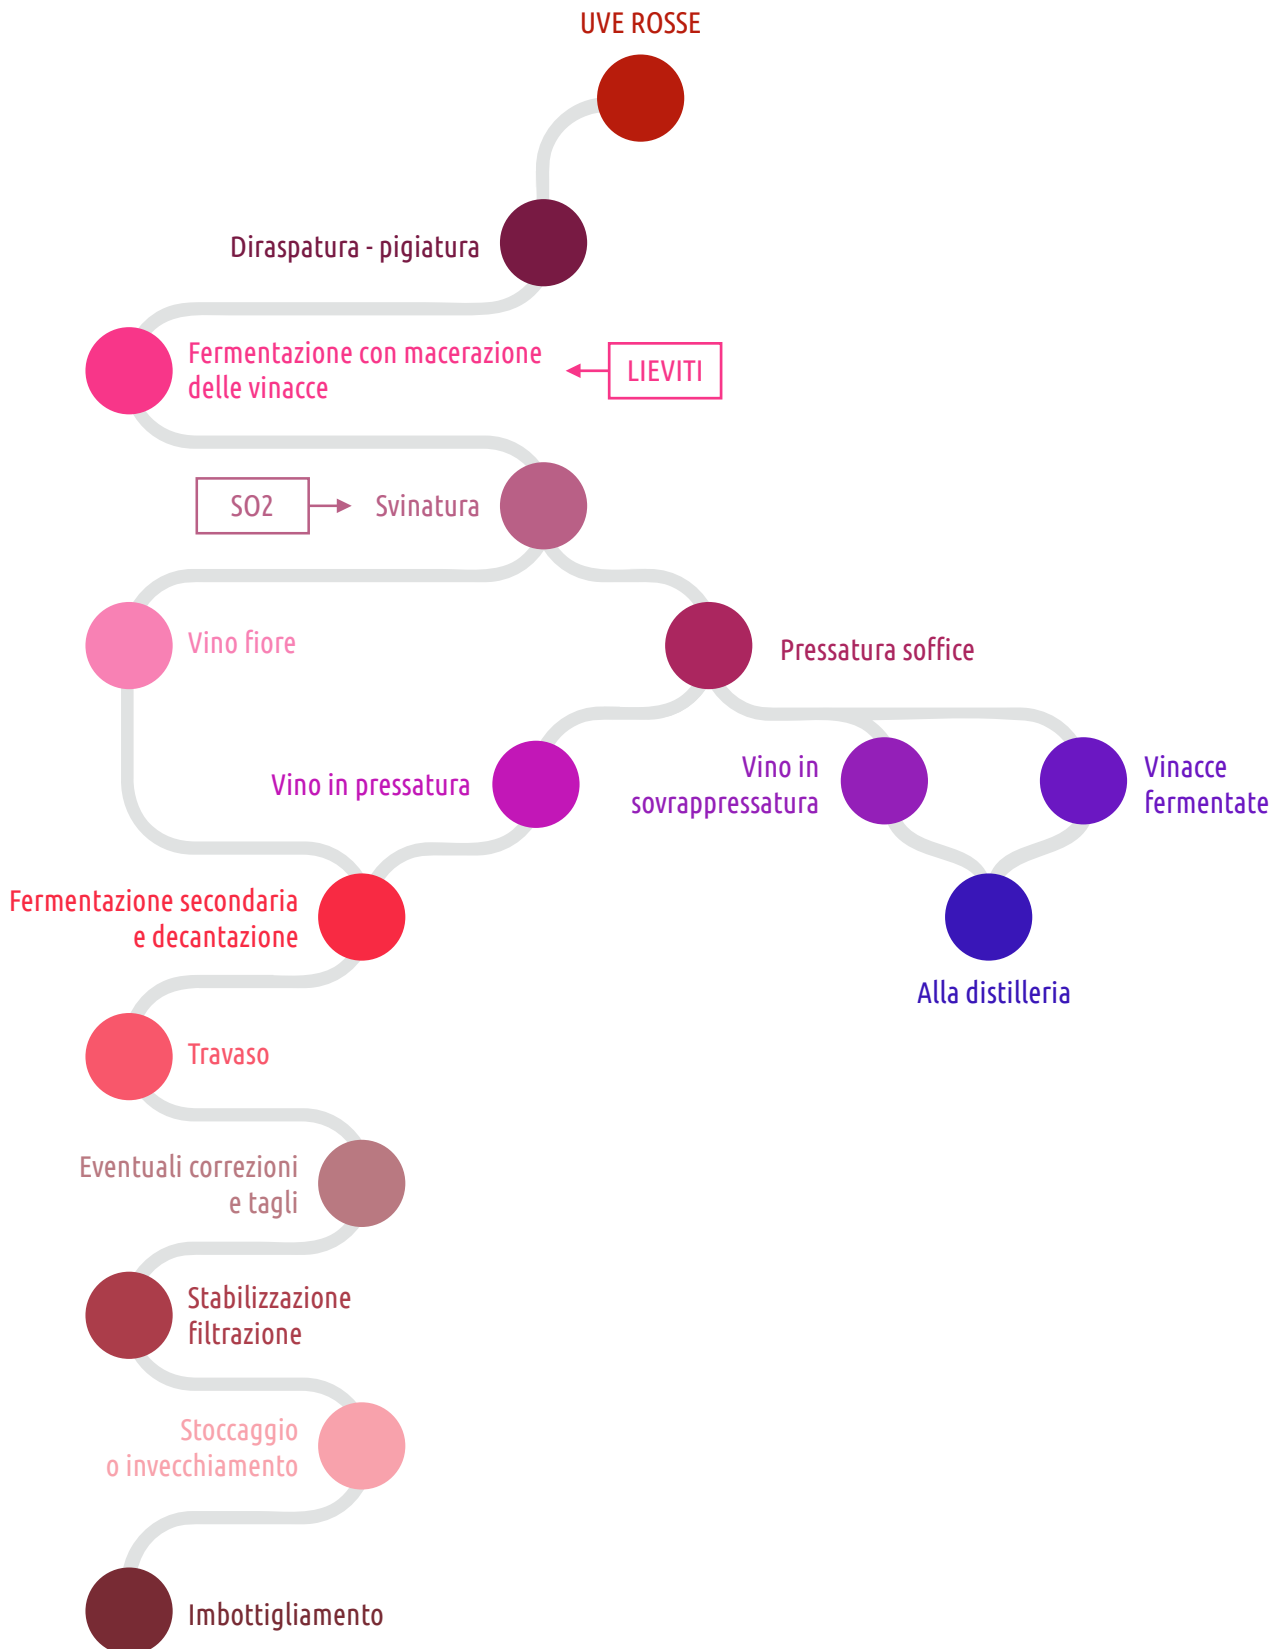 UVE ROSSE
Diraspatura - pigiatura
Fermentazione con macerazione
delle vinacce
LIEVITI
SO2
Svinatura
Vino fiore
Pressatura soffice
Vino in pressatura
Vino in
sovrappressatura
Vinacce
fermentate
Fermentazione secondaria
e decantazione
Alla distilleria
Travaso
Eventuali correzioni
e tagli
Stabilizzazione
filtrazione
Stoccaggio
o invecchiamento
Imbottigliamento